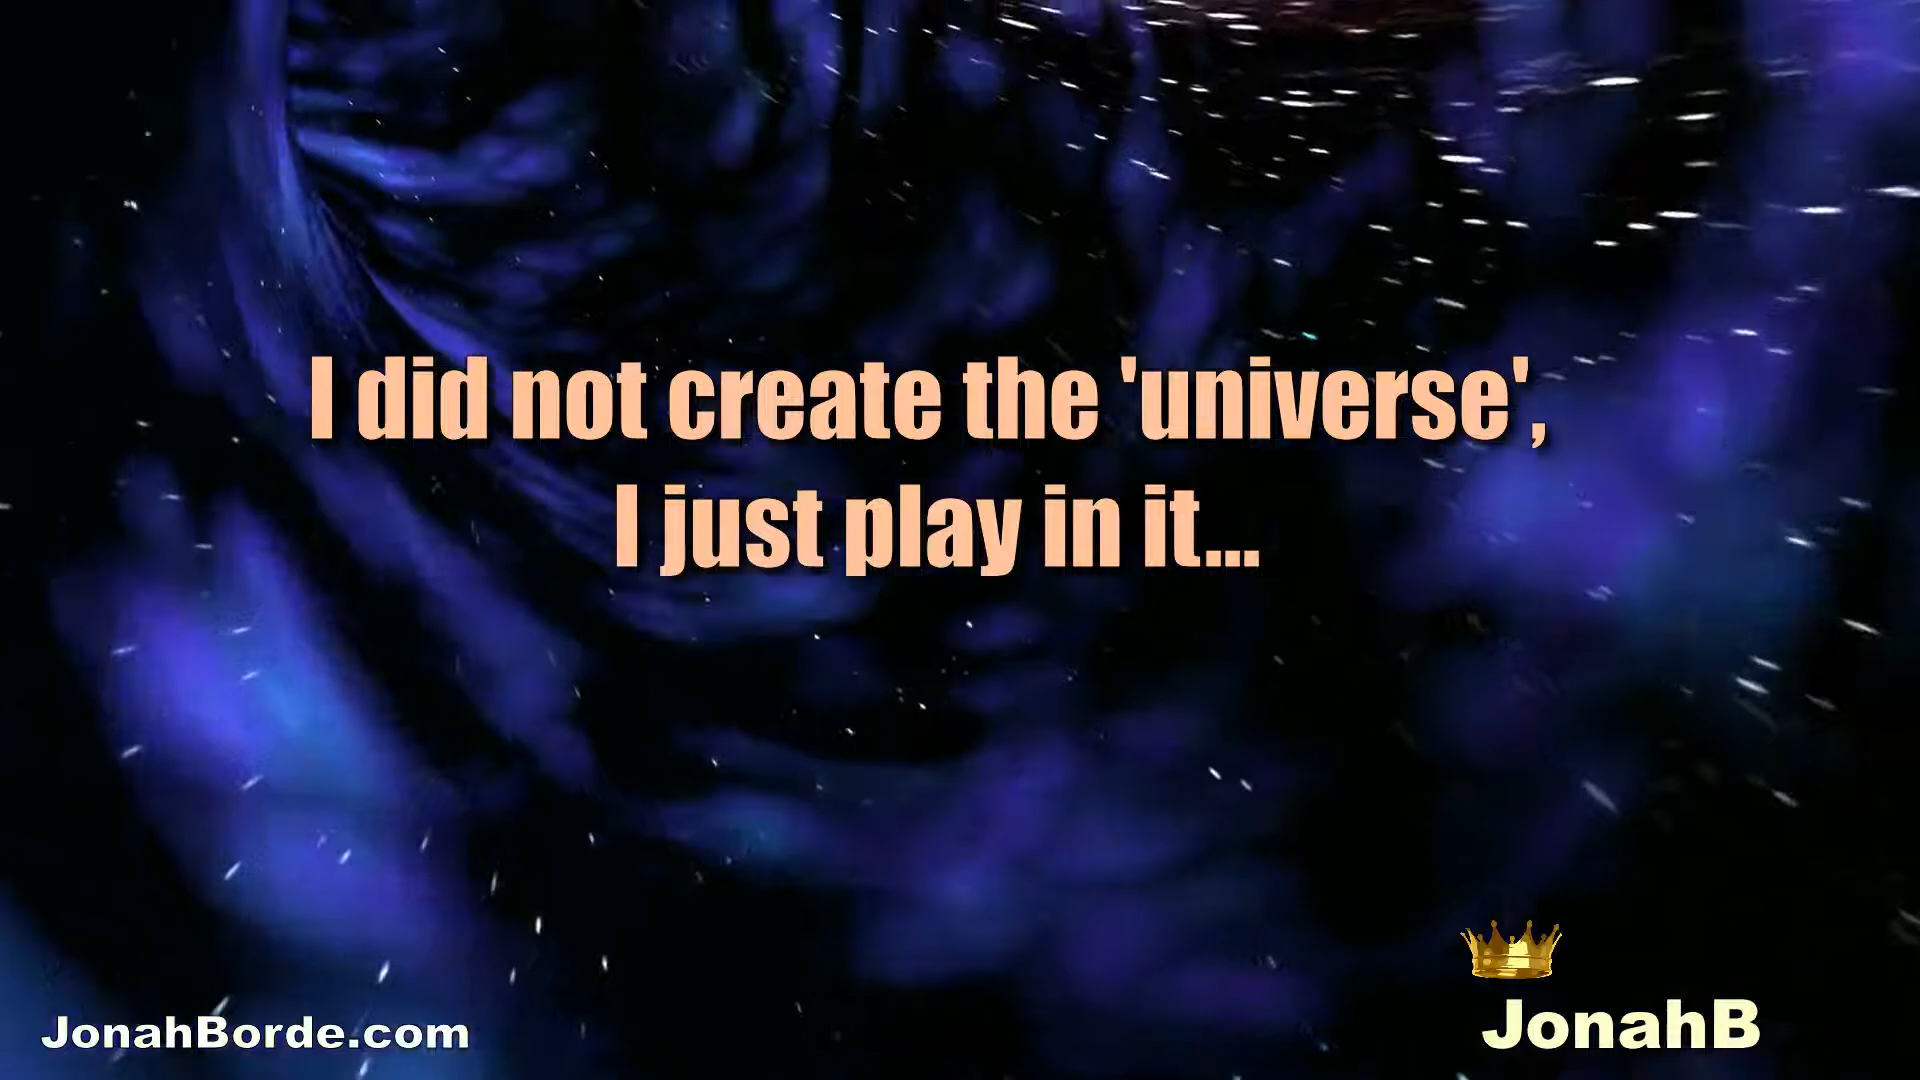 I did not create the 'universe',
I just play in it...
JonahBorde.com
JonahB